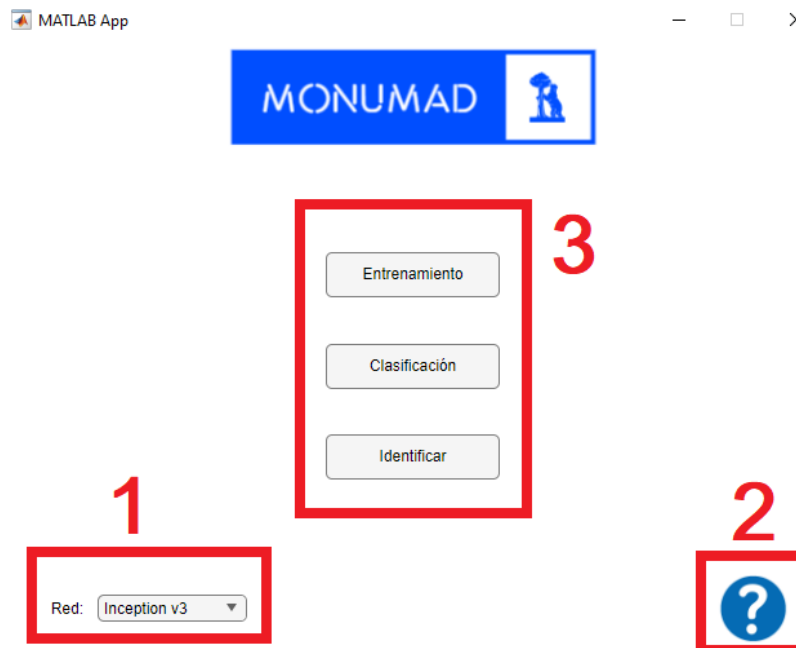 MATLAB App
MONUMAD
3
Entrenamiento
Clasificación
Identificar
1
2
Red: Inception v3
?